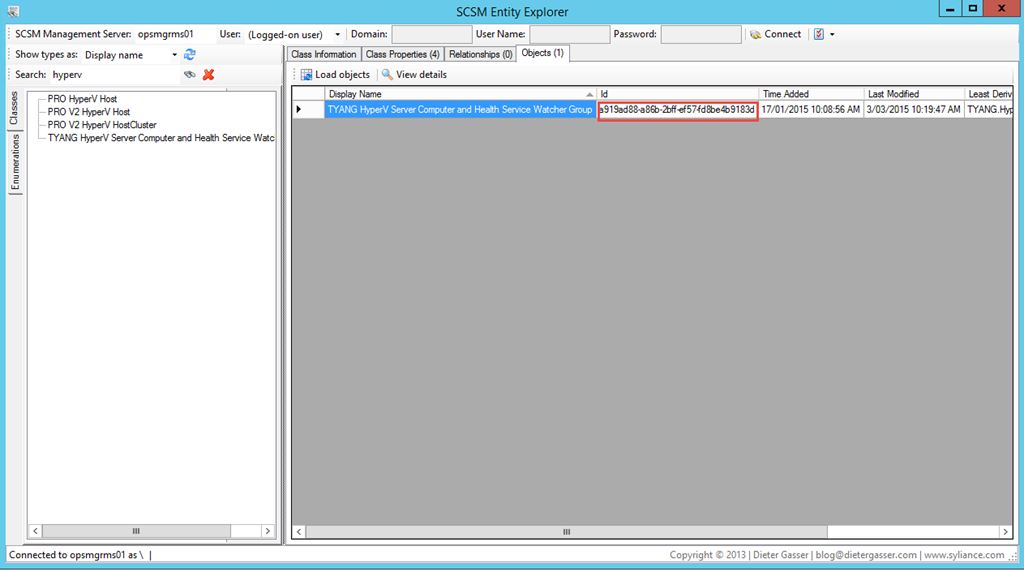 SCSM Entity Explorer
SCSM Management Server: opsmgrms01 User: (Logged-on user) Domain: User Name: Password: Connect
Show types as: Display name
Search: hyperv
Classes
Enumerations
PRO HyperV Host
PRO V2 HyperV Host
PRO V2 HyperV HostCluster
TYANG HyperV Server Computer and Health Service Watc
Class Information Class Properties (4) Relationships (0) Objects (1)
Load objects View details
Display Name Id Time Added Last Modified Least Deriv
TYANG HyperV Server Computer and Health Service Watcher Group a919ad88-a86b-2bff-ef57fd8be4b9183d 17/01/2015 10:08:56 AM 3/03/2015 10:19:47 AM TYANG.Hyp
Connected to opsmgrms01 as \ |
Copyright © 2013 | Dieter Gasser | blog@dietergasser.com | www.syliance.com